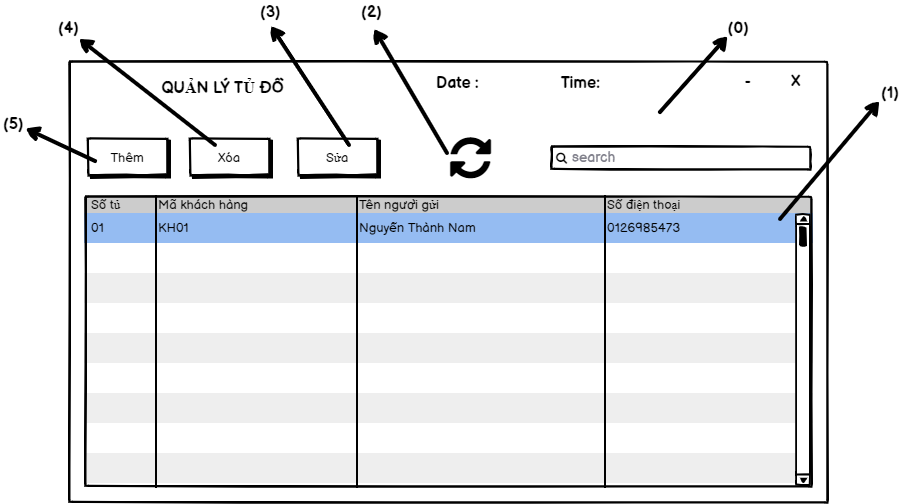 (4)
(3)
(2)
(0)
(1)
(5)
QUẢN LÝ TỦ ĐỒ Date : Time: - X
Thêm Xóa Sửa search
Số tủ Mã khách hàng Tên người gửi Số điện thoại
01 KH01 Nguyễn Thành Nam 0126985473